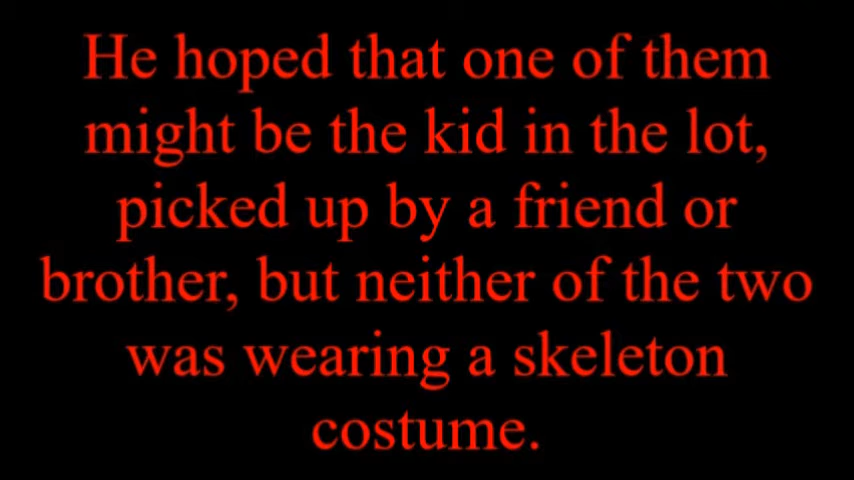 He hoped that one of them
might be the kid in the lot,
picked up by a friend or
brother, but neither of the two
was wearing a skeleton
costume.